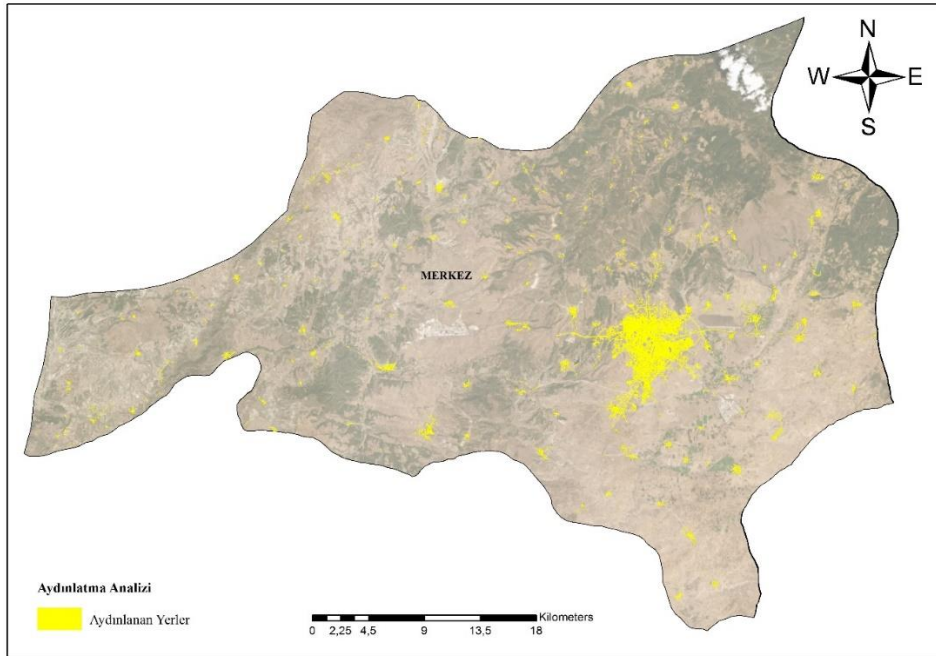 N
W E
S
MERKEZ
Aydınlatma Analizi
Aydınlanan Yerler
Kilometers
0 2,25 4,5 9 13,5 18